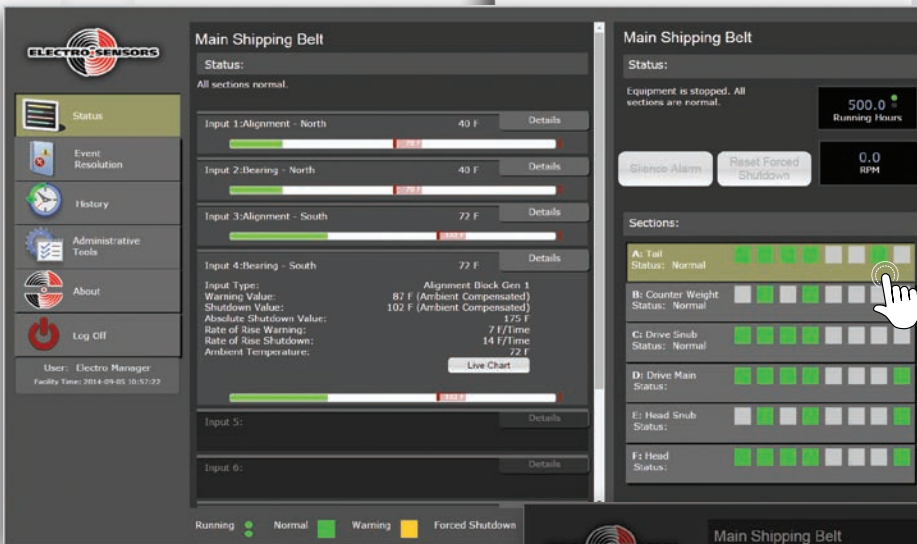 ELECTRO-SENSORS
Status
Event
Resolution
History
Administrative
Tools
About
Log Off
User: Electro Manager
Facility Time: 2014-09-05 10:57:22
Main Shipping Belt
Status:
All sections normal.
Input 1:Alignment - North 40 F Details
Input 2:Bearing - North 40 F Details
Input 3:Alignment - South 72 F Details
Input 4:Bearing - South 72 F Details
Input Type: Alignment Block Gen 1
Warning Value: 87 F (Ambient Compensated)
Shutdown Value: 102 F (Ambient Compensated)
Absolute Shutdown Value: 175 F
Rate of Rise Warning: 7 F/Time
Rate of Rise Shutdown: 14 F/Time
Ambient Temperature: 72 F
Live Chart
Input 5: Details
Input 6: Details
Running Normal Warning Forced Shutdown
Main Shipping Belt
Status:
Equipment is stopped. All
sections are normal.
500.0
Running Hours
Silence Alarm
Reset Forced
Shutdown
0.0
RPM
Sections:
A: Tail
Status: Normal
B: Counter Weight
Status: Normal
C: Drive Snub
Status: Normal
D: Drive Main
Status:
E: Head Snub
Status:
F: Head
Status:
Main Shipping Belt